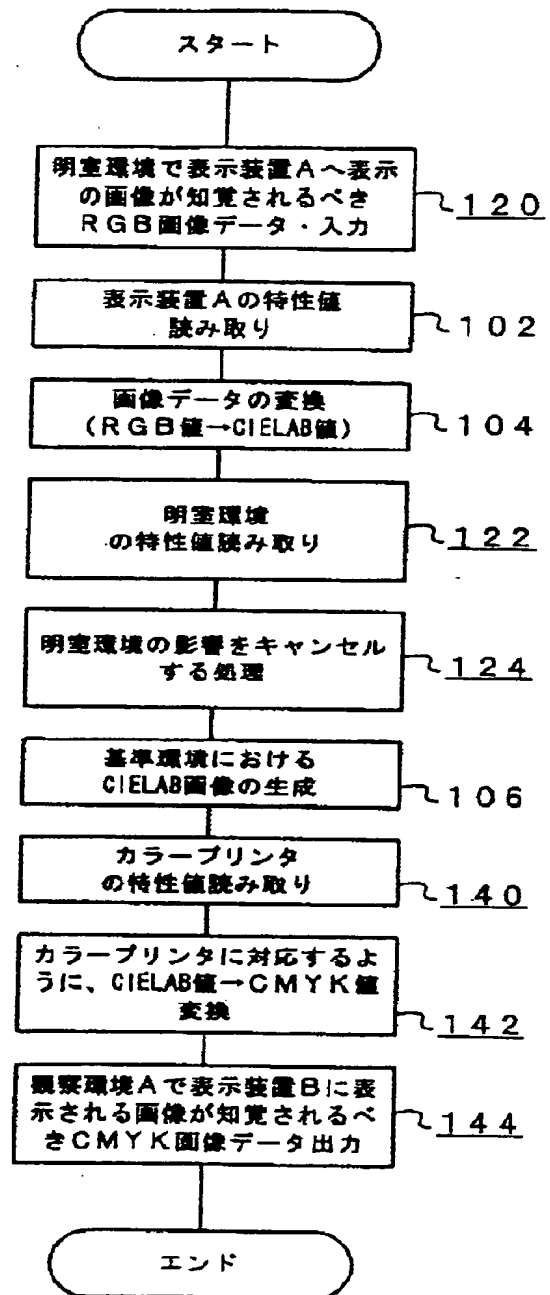 スタート
明室環境で表示装置Aへ表示
の画像が知覚されるべき
RGB画像データ・入力
120
表示装置Aの特性値
読み取り
102
画像データの変換
(RGB値→CIELAB値)
104
明室環境
の特性値読み取り
122
明室環境の影響をキャンセル
する処理
124
基準環境における
CIELAB画像の生成
106
カラープリンタ
の特性値読み取り
140
カラープリンタに対応するよ
うに、CIELAB値→CMYK値
変換
142
観察環境Aで表示装置Bに表
示される画像が知覚されるべ
きCMYK画像データ出力
144
エンド